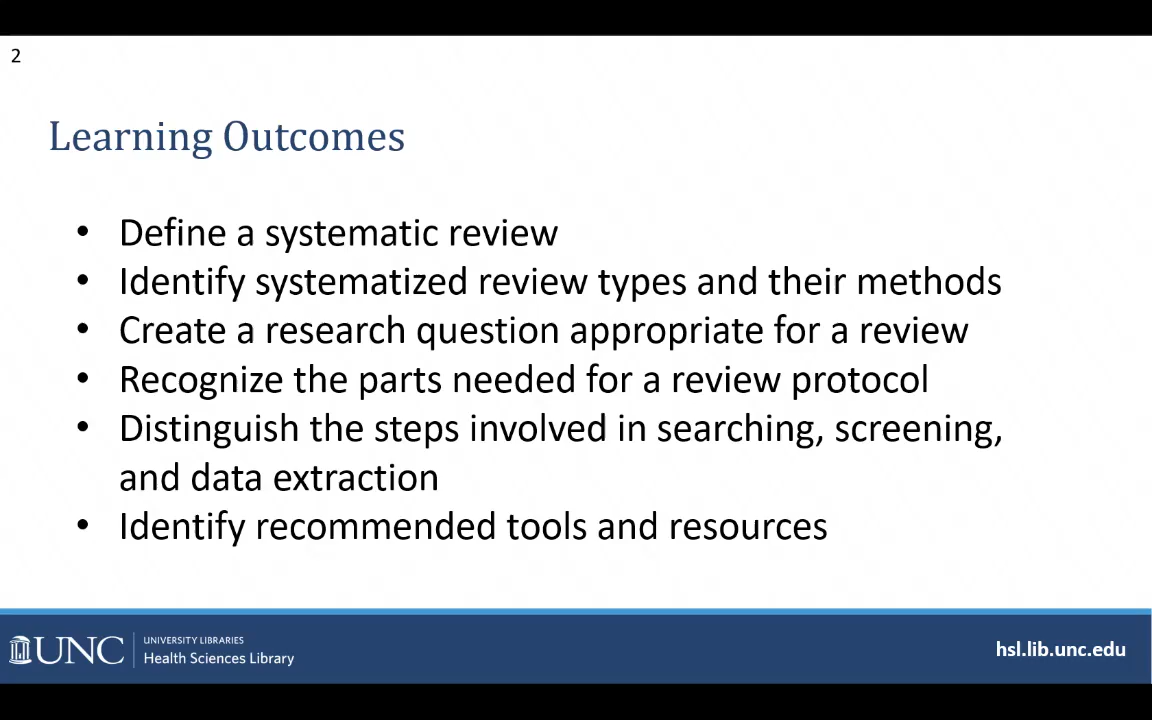 2
Learning Outcomes
• Define a systematic review
• Identify systematized review types and their methods
• Create a research question appropriate for a review
• Recognize the parts needed for a review protocol
• Distinguish the steps involved in searching, screening,
and data extraction
• Identify recommended tools and resources
UNC
UNIVERSITY LIBRARIES
Health Sciences Library
hsl.lib.unc.edu